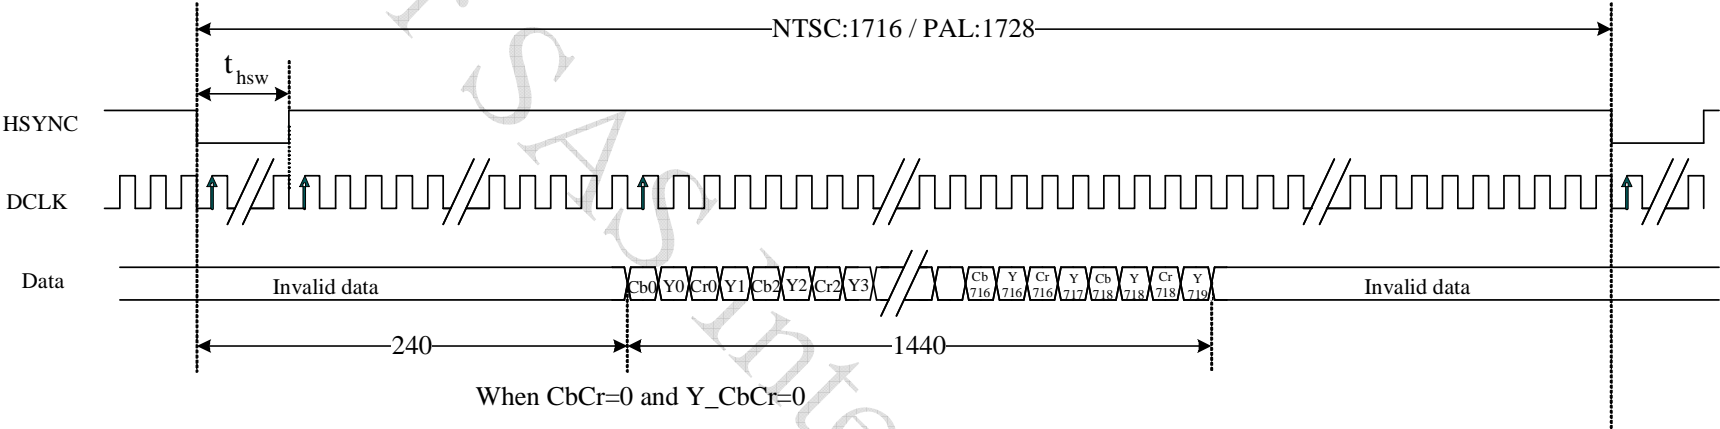 NTSC:1716 / PAL:1728
t hsw
HSYNC
DCLK
Data
Invalid data
Cb0 Y0 Cr0 Y1 Cb2 Y2 Cr2 Y3
Cb 716 Y 716 Cr 716 Y 717 Cb 718 Y 718 Cr 718 Y 719
Invalid data
240
1440
When CbCr=0 and Y_CbCr=0
SAS Inte